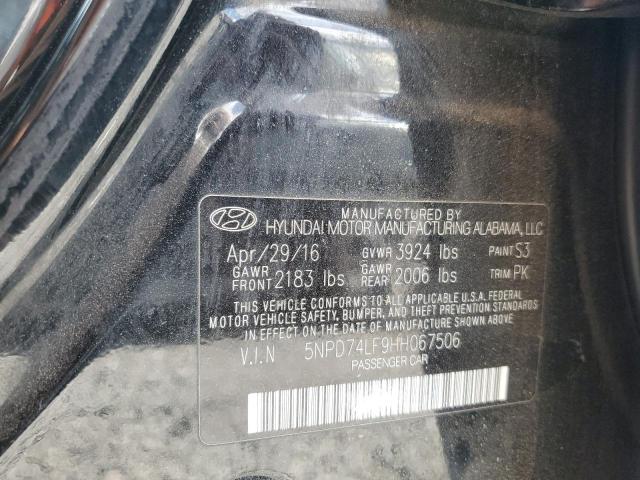 MANUFACTURED BY
HYUNDAI MOTOR MANUFACTURING ALABAMA, LLC
Apr/29/16 GVWR 3924 lbs PAINT S3
GAWR FRONT 2183 lbs GAWR REAR 2006 lbs TRIM PK
THIS VEHICLE CONFORMS TO ALL APPLICABLE U.S.A. FEDERAL
MOTOR VEHICLE SAFETY, BUMPER, AND THEFT PREVENTION STANDARDS
IN EFFECT ON THE DATE OF MANUFACTURE SHOWN ABOVE.
V.I.N 5NPD74LF9HH067506
PASSENGER CAR